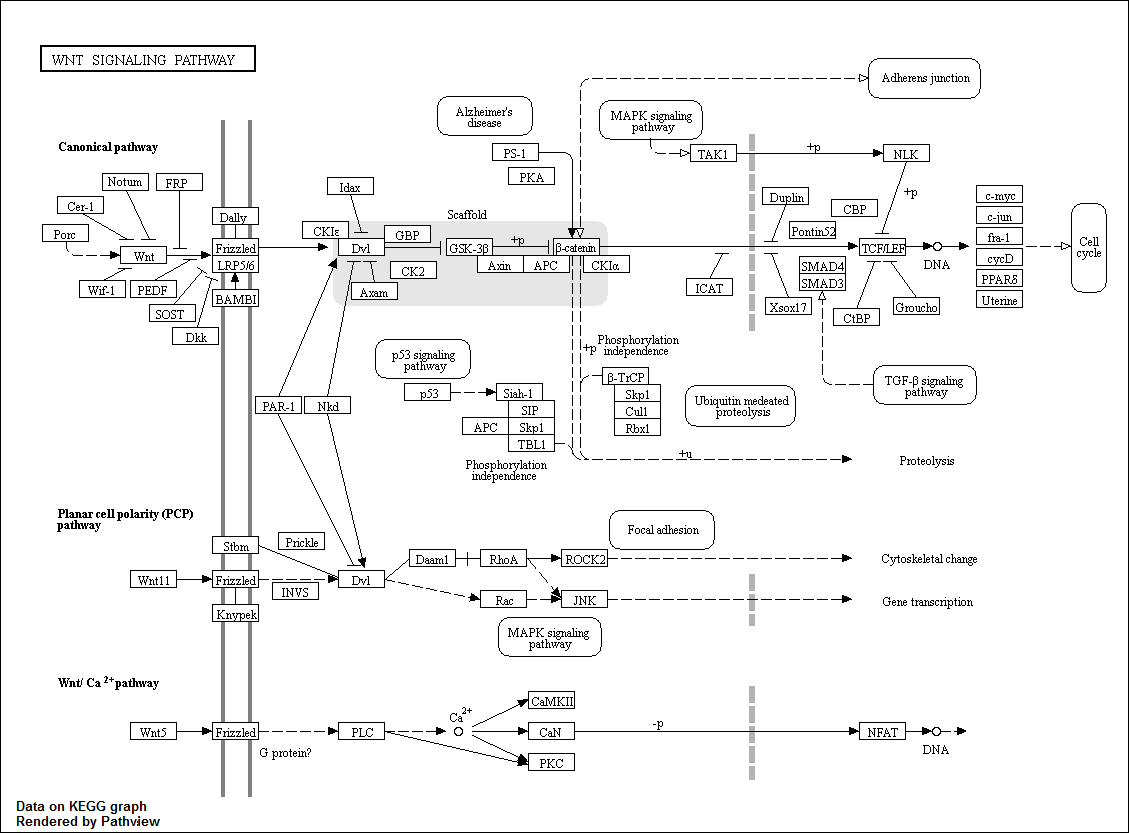 WNT SIGNALING PATHWAY
Adherens junction
Alzheimer's
disease
MAPK signaling
pathway
Canonical pathway
PS-1
TAK1
+p
NLK
PKA
Notum
FRP
Idax
+p
Cer-1
Duplin
c-myc
Dally
Scaffold
CBP
c-jun
Porc
CKIε
GBP
Pontin52
fra-1
Wnt
Frizzled
Dvl
GSK-3β
+p
β-catenin
TCF/LEF
DNA
Cell
cycle
LRP5/6
CK2
Axin
APC
CKIα
SMAD4
cycD
Wif-1
PEDF
BAMBI
Axam
ICAT
SMAD3
PPARδ
SOST
Xsox17
CtBP
Groucho
Uterine
Dkk
p53 signaling
pathway
+p
Phosphorylation
independence
β-TrCP
TGF-β signaling
pathway
p53
Siah-1
Skp1
Ubiquitin medeated
proteolysis
PAR-1
Nkd
SIP
Cul1
APC
Skp1
Rbx1
TBL1
+u
Phosphorylation
independence
Proteolysis
Planar cell polarity (PCP)
pathway
Focal adhesion
Stbm
Prickle
Daam1
RhoA
ROCK2
Cytoskeletal change
Wnt11
Frizzled
INVS
Dvl
Rac
JNK
Gene transcription
Knypek
MAPK signaling
pathway
Wnt/ Ca 2+ pathway
CaMKII
Ca2+
Wnt5
Frizzled
PLC
CaN
-p
NFAT
G protein?
DNA
PKC
Data on KEGG graph
Rendered by Pathview